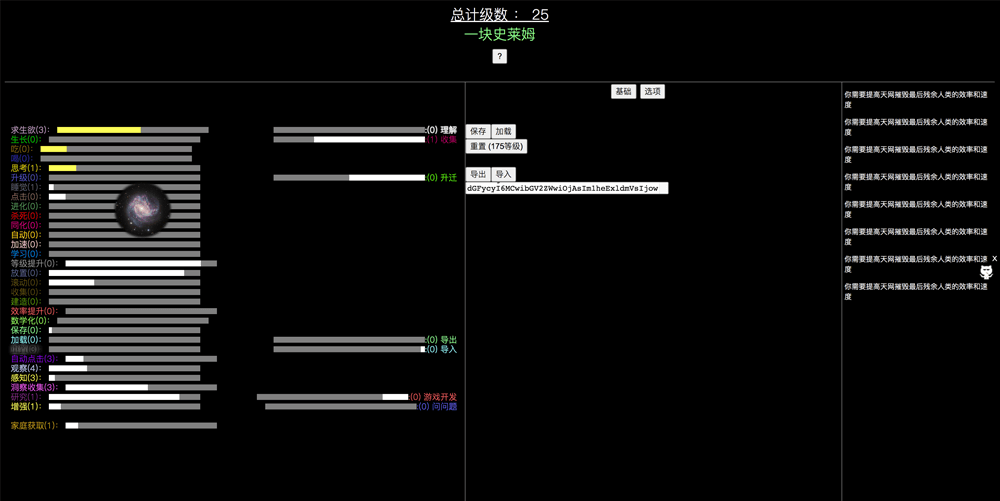 总计级数： 25
一块史莱姆
?
基础 选项
求生欲(3):
生长(0):
吃(0):
喝(0):
思考(1):
升级(0):
睡觉(1):
点击(0):
进化(0):
杀死(0):
同化(0):
自动(0):
加速(0):
学习(0):
等级提升(0):
放置(0):
滚动(0):
收集(0):
建造(0):
效率提升(0):
数学化(0):
保存(0):
加载(0):
自动点击(3):
观察(4):
感知(3):
洞察收集(3):
研究(1):
增强(1):
家庭获取(1):
:(0) 理解
:(1) 收集
:(0) 升迁
:(0) 导出
:(0) 导入
:(0) 游戏开发
:(0) 问问题
保存 加载
重置 (175等级)
导出 导入
dGFycyI6MCwibGV2ZWwiOjAsImlheExldmVsIjow
你需要提高天网摧毁最后残余人类的效率和速
度
你需要提高天网摧毁最后残余人类的效率和速
度
你需要提高天网摧毁最后残余人类的效率和速
度
你需要提高天网摧毁最后残余人类的效率和速
度
你需要提高天网摧毁最后残余人类的效率和速
度
你需要提高天网摧毁最后残余人类的效率和速
度
你需要提高天网摧毁最后残余人类的效率和速
度
你需要提高天网摧毁最后残余人类的效率和速
度
x